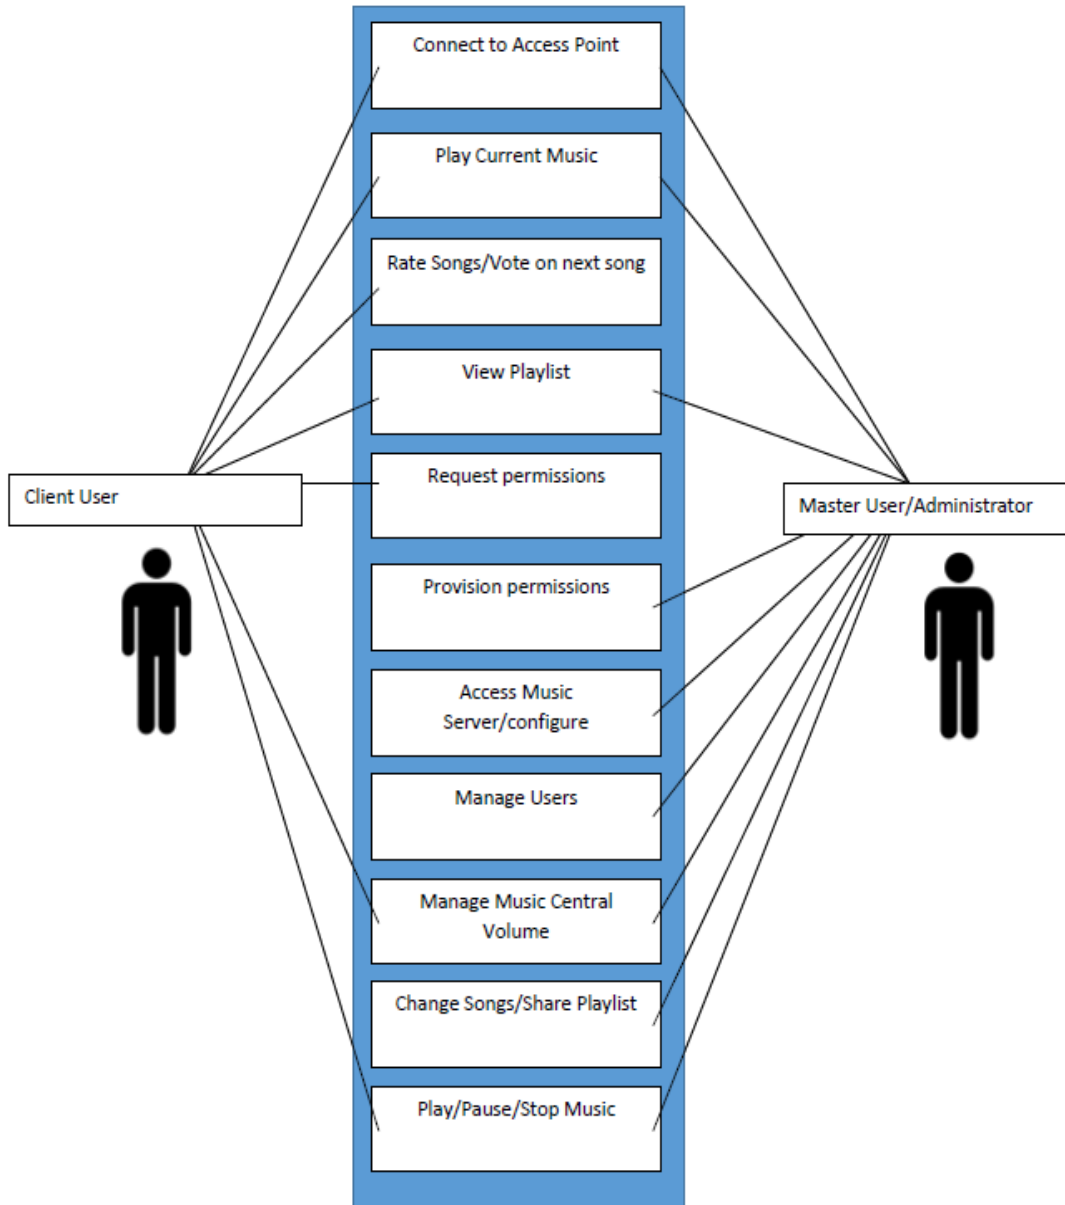 Connect to Access Point
Play Current Music
Rate Songs/Vote on next song
View Playlist
Request permissions
Client User
Master User/Administrator
Provision permissions
Access Music
Server/configure
Manage Users
Manage Music Central
Volume
Change Songs/Share Playlist
Play/Pause/Stop Music